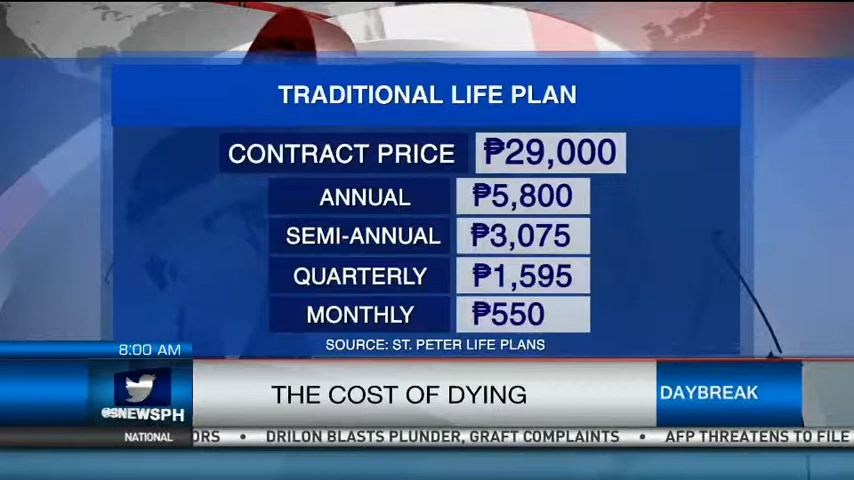 TRADITIONAL LIFE PLAN
CONTRACT PRICE ₱29,000
ANNUAL ₱5,800
SEMI-ANNUAL ₱3,075
QUARTERLY ₱1,595
MONTHLY ₱550
SOURCE: ST. PETER LIFE PLANS
8:00 AM
THE COST OF DYING
DAYBREAK
@5NEWSPH
NATIONAL
ORS • DRILON BLASTS PLUNDER, GRAFT COMPLAINTS • AFP THREATENS TO FILE